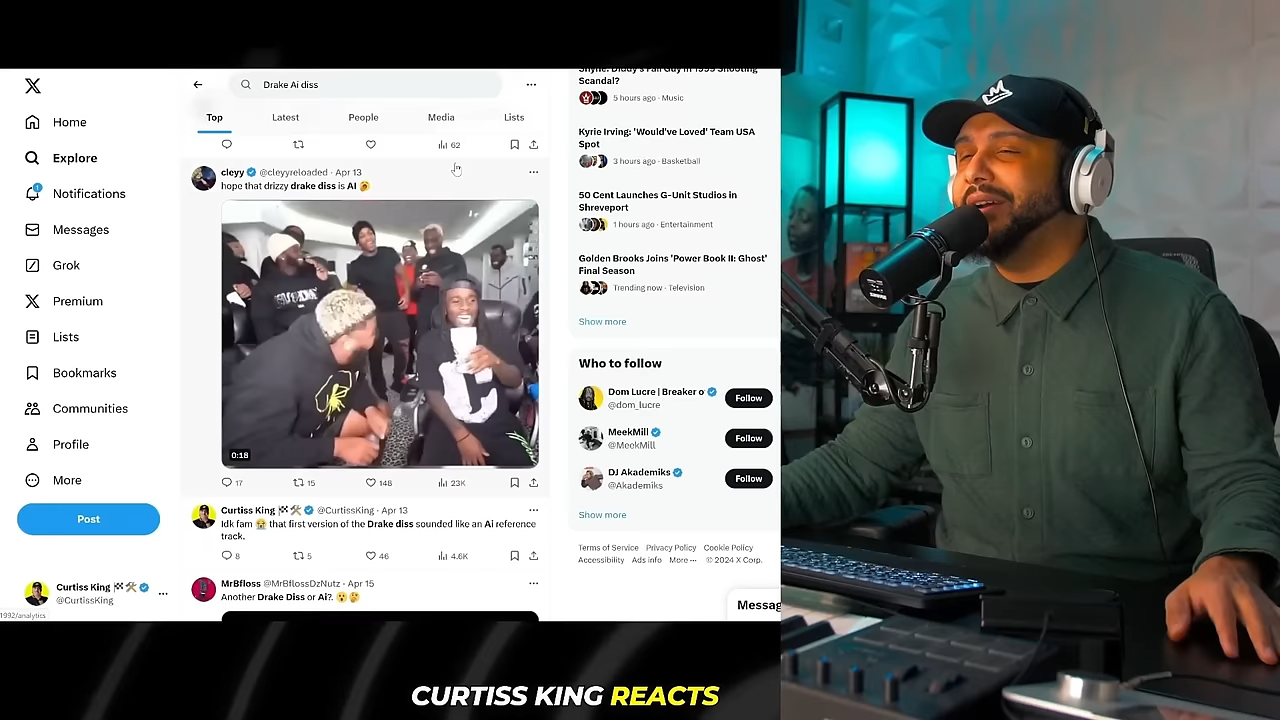 Drake Ai diss
Top
Latest
People
Media
Lists
62
Home
Explore
1
Notifications
Messages
Grok
Premium
Lists
Bookmarks
Communities
Profile
More
Post
Curtiss King
@CurtissKing
1992/analytics
cleyy @cleyyreloaded · Apr 13
hope that drizzy drake diss is AI
0:18
17
15
148
23K
Curtiss King @CurtissKing · Apr 13
Idk fam that first version of the Drake diss sounded like an Ai reference
track.
8
5
46
4.6K
MrBfloss @MrBflossDzNutz · Apr 15
Another Drake Diss or Ai?.
Shyne: Diddy's Fall Guy in 1999 Shooting
Scandal?
5 hours ago · Music
Kyrie Irving: 'Would've Loved' Team USA
Spot
3 hours ago · Basketball
50 Cent Launches G-Unit Studios in
Shreveport
1 hours ago · Entertainment
Golden Brooks Joins 'Power Book II: Ghost'
Final Season
Trending now · Television
Show more
Who to follow
Dom Lucre | Breaker o
@dom_lucre
Follow
MeekMill
@MeekMill
Follow
DJ Akademiks
@Akademiks
Follow
Show more
Terms of Service Privacy Policy Cookie Policy
Accessibility Ads info More ··· © 2024 X Corp.
Messag
SHURE
CURTISS KING REACTS